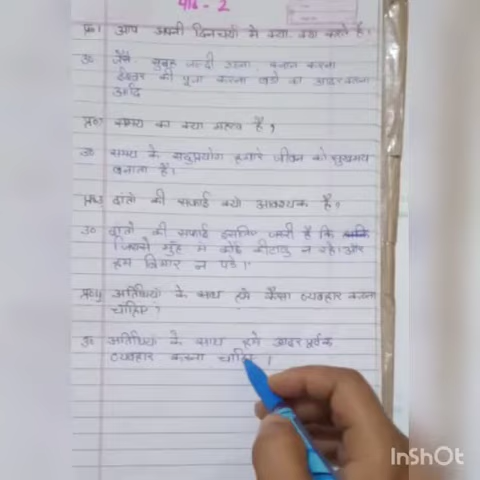 पाठ - 2
प्र01 आप अपनी दिनचर्या में क्या क्या करते है।
उ0 जैसे सुबह जल्दी उठना, स्नान करना
ईश्वर की पूजा करना बड़ो का आदर करना
आदि
प्र02 समय का क्या महत्व है?
उ0 समय के सदुपयोग हमारे जीवन को सुखमय
बनाता है।
प्र03 दांतो की सफाई क्यों आवश्यक है?
उ0 दांतो की सफाई इसलिए जरूरी है कि
जिससे मुँह में कोई कीटाणु न रहे। और
हम बिमार न पड़े।
प्र04 अतिथियों के साथ हमें कैसा व्यवहार करना
चाहिए?
उ0 अतिथियों के साथ हमे आदरपूर्वक
व्यवहार करना चाहिए।
InShOt